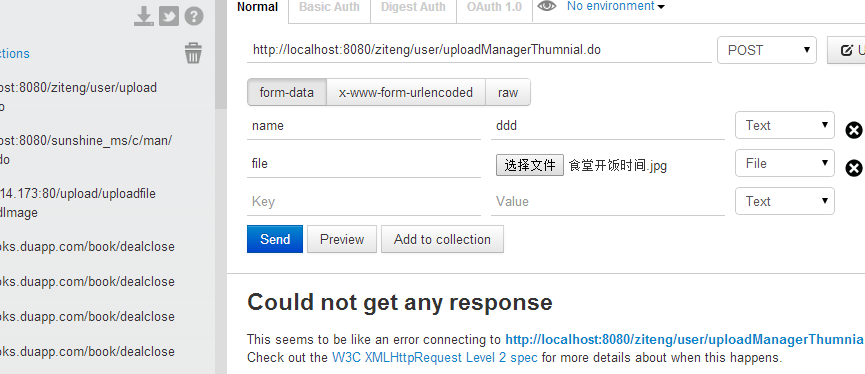 Normal Basic Auth Digest Auth OAuth 1.0 No environment
ctions
http://localhost:8080/ziteng/user/uploadManagerThumnial.do POST U
ost:8080/ziteng/user/upload
o
form-data x-www-form-urlencoded raw
ost:8080/sunshine_ms/c/man/
do
name ddd Text
file 选择文件 食堂开饭时间.jpg File
14.173:80/upload/uploadfile
dImage
Key Value Text
Send Preview Add to collection
oks.duapp.com/book/dealclose
oks.duapp.com/book/dealclose
oks.duapp.com/book/dealclose
oks.duapp.com/book/dealclose
Could not get any response
This seems to be like an error connecting to http://localhost:8080/ziteng/user/uploadManagerThumnia
Check out the W3C XMLHttpRequest Level 2 spec for more details about when this happens.